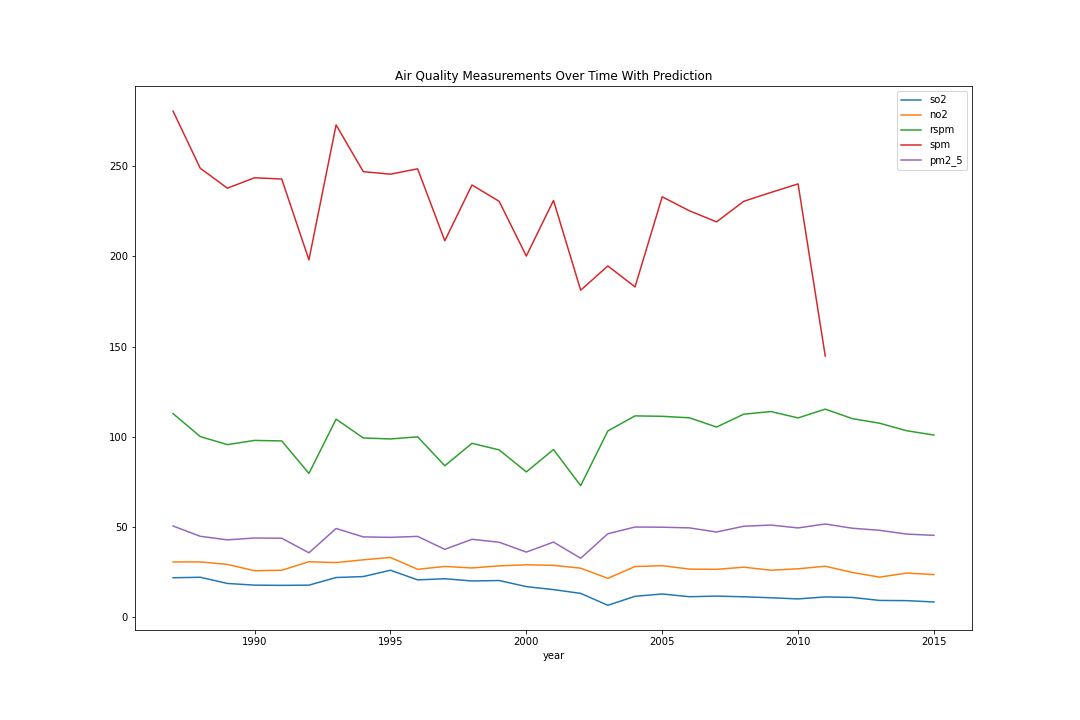 Air Quality Measurements Over Time With Prediction
so2
no2
rspm
spm
pm2_5
250
200
150
100
50
0
1990 1995 2000 2005 2010 2015
year